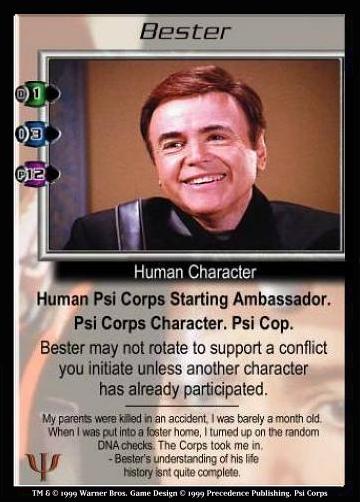 Bester
D 1
I 3
P 12
Human Character
Human Psi Corps Starting Ambassador.
Psi Corps Character. Psi Cop.
Bester may not rotate to support a conflict
you initiate unless another character
has already participated.
My parents were killed in an accident, I was barely a month old.
When I was put into a foster home, I turned up on the random
DNA checks. The Corps took me in.
- Bester's understanding of his life
history isnt quite complete.
TM & © 1999 Warner Bros. Game Design © 1999 Precedence Publishing. Psi Corps